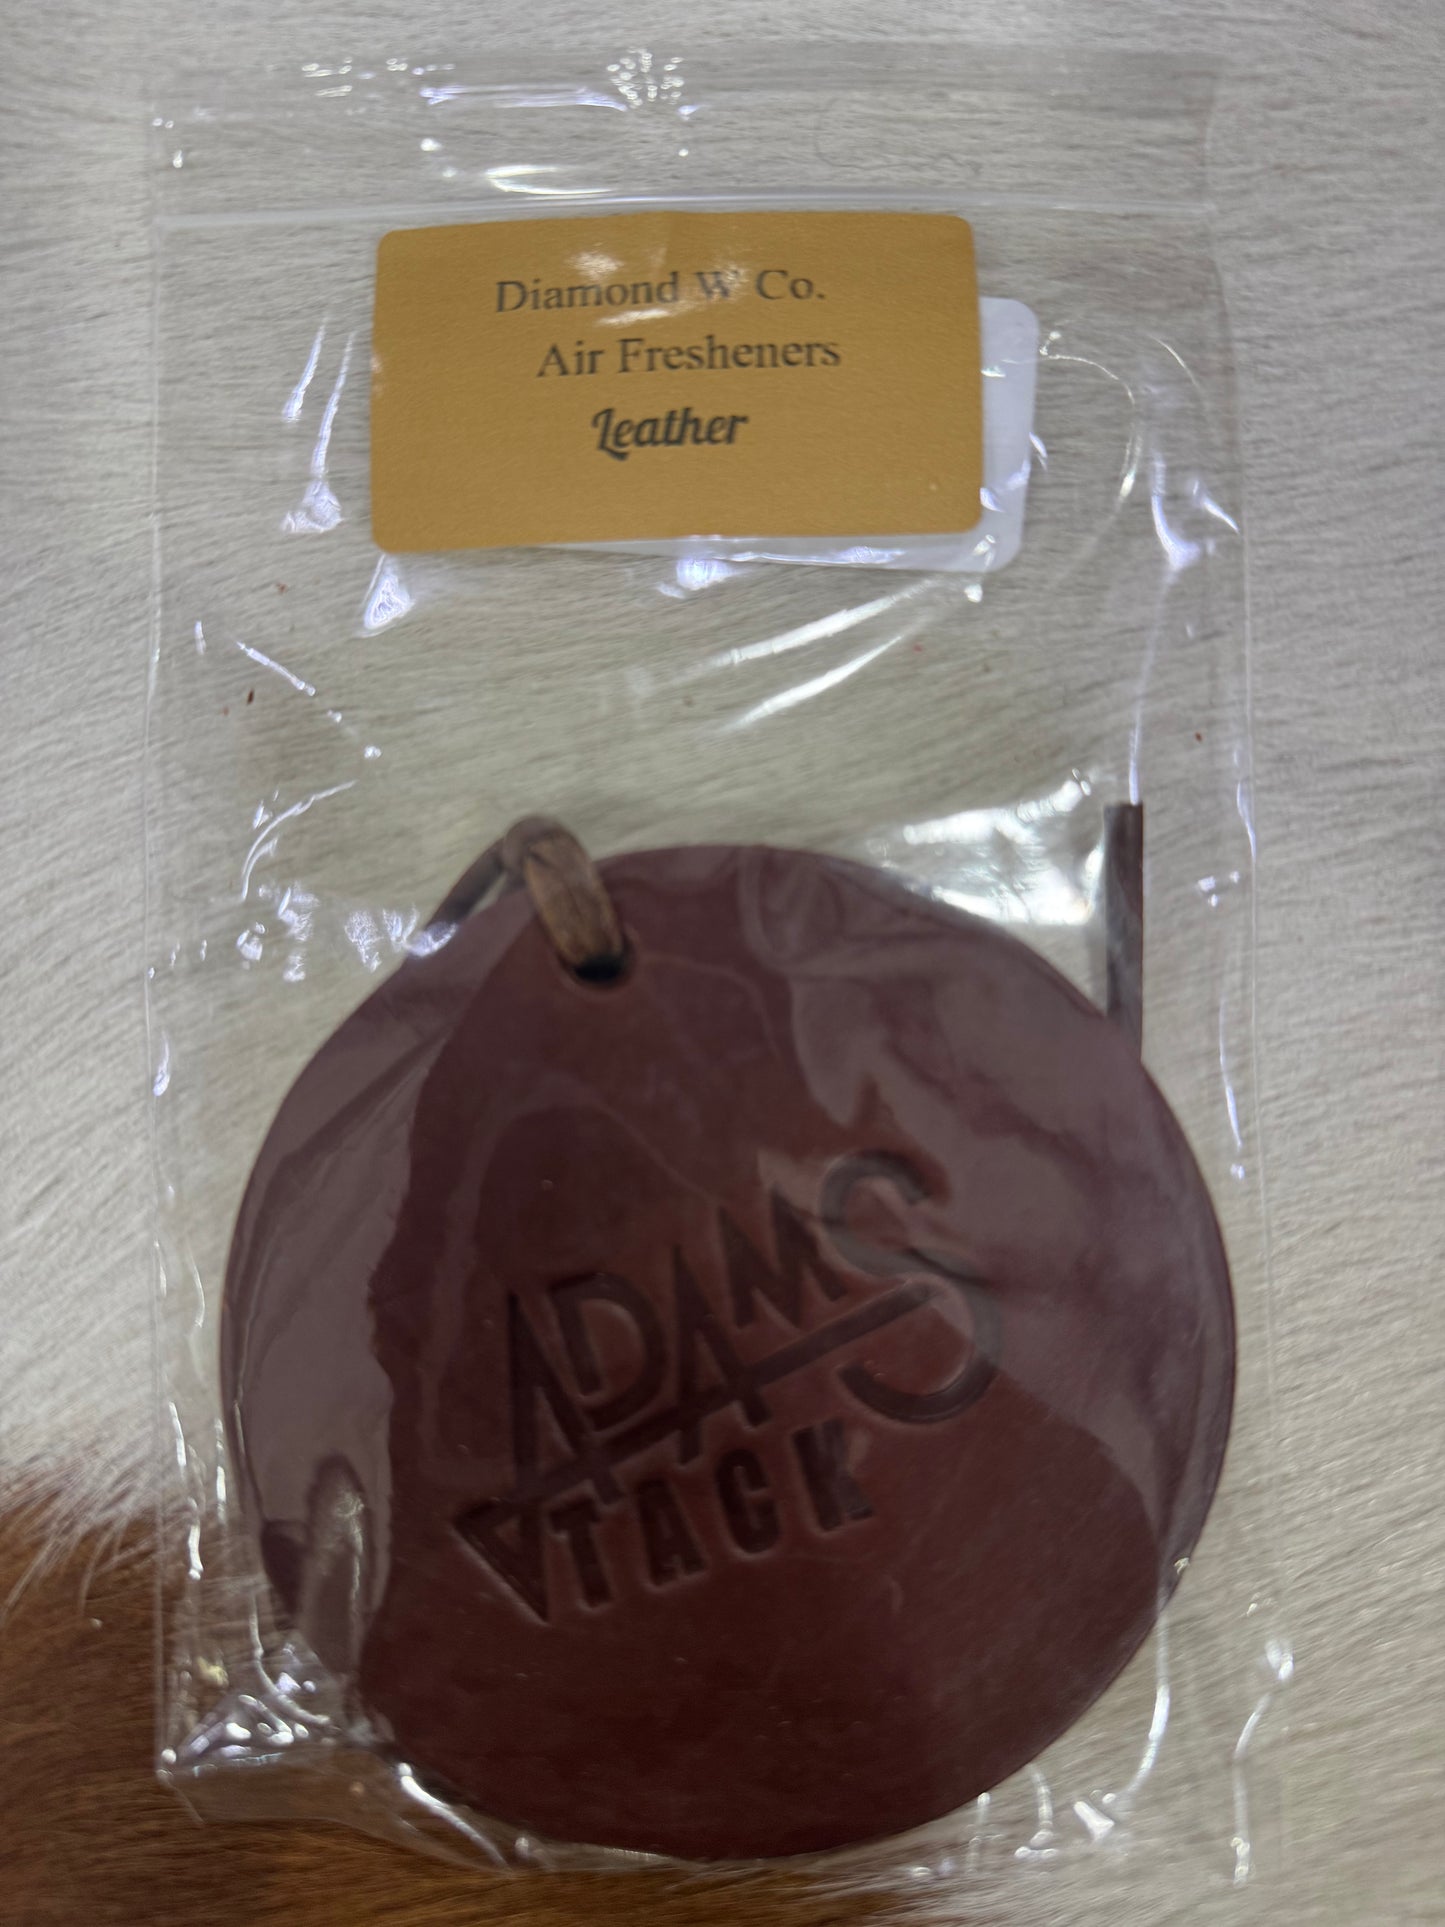 Diamond W Co.
Air Fresheners
Leather
ADAMS
TACK